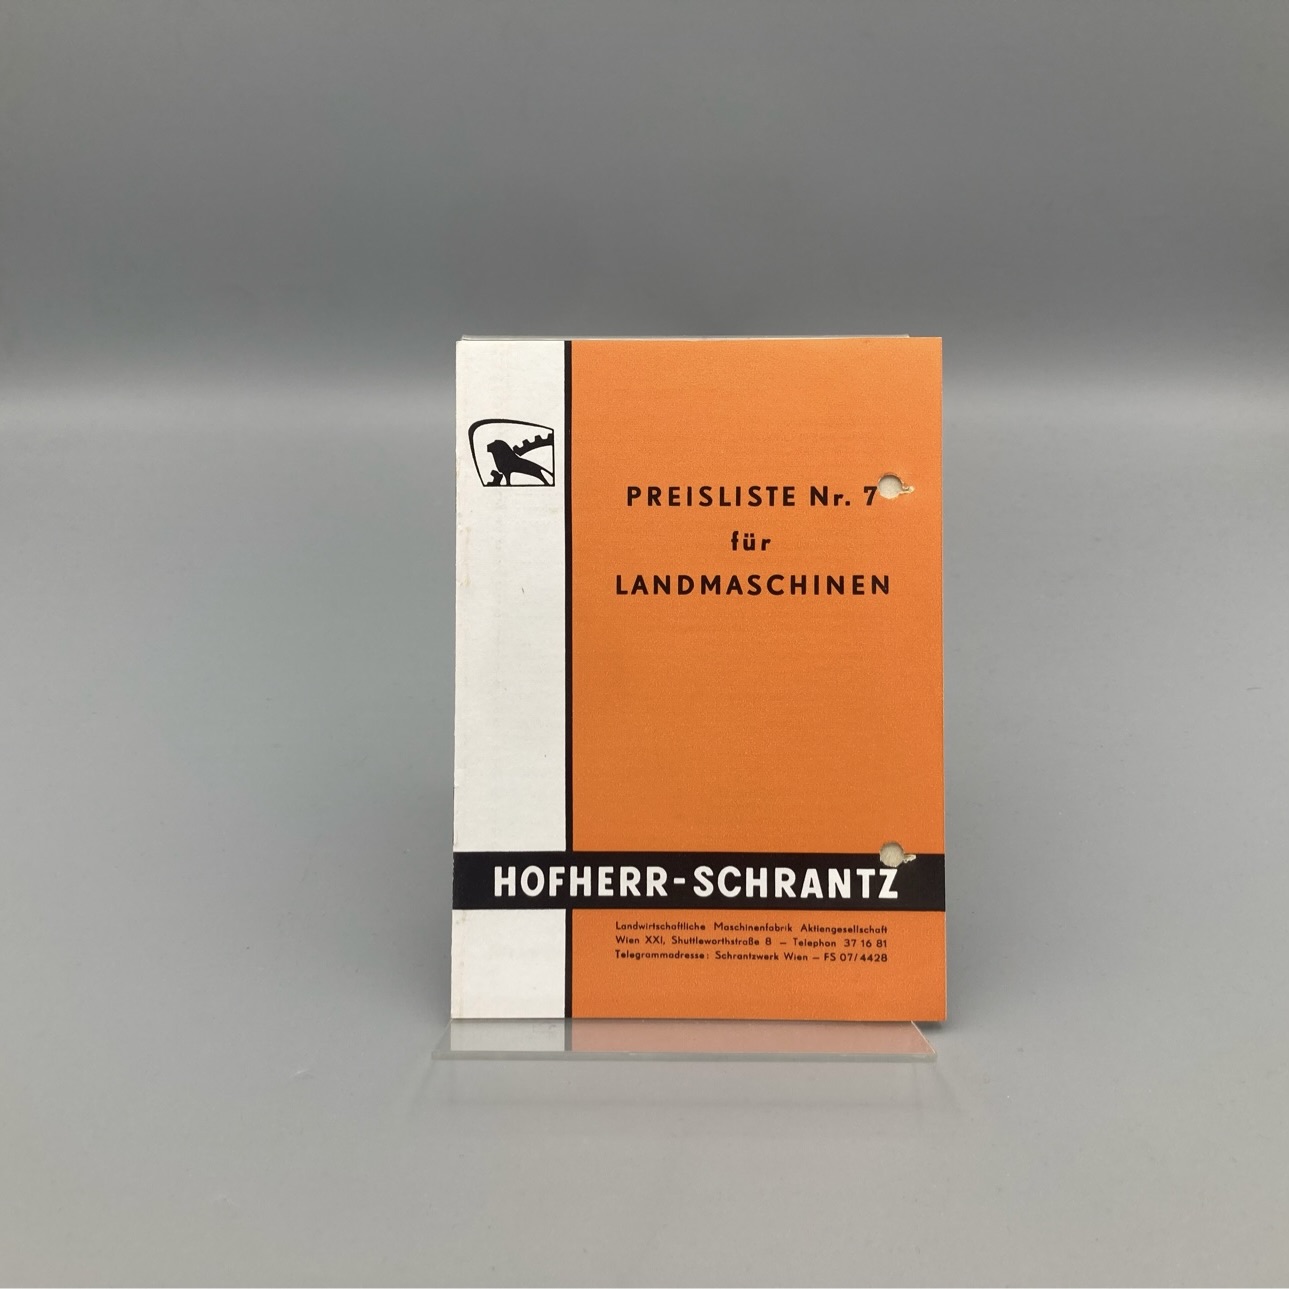 PREISLISTE Nr. 7
für
LANDMASCHINEN
HOFHERR-SCHRANTZ
Landwirtschaftliche Maschinenfabrik Aktiengesellschaft
Wien XXI, Shuttleworthstraße 8 – Telephon 37 16 81
Telegrammadresse: Schrantzwerk Wien – FS 07/4428